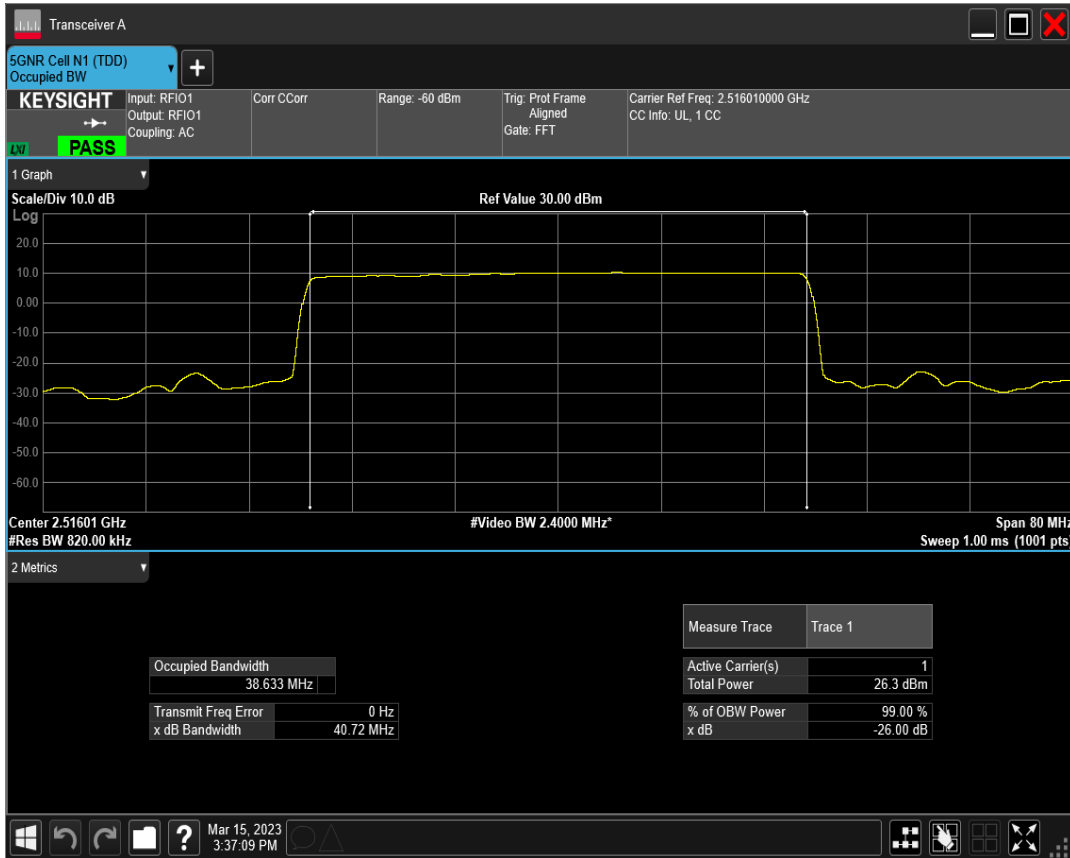 Transceiver A
5GNR Cell N1 (TDD)
Occupied BW
+
KEYSIGHT
LXI
PASS
Input: RFIO1
Output: RFIO1
Coupling: AC
Corr CCorr
Range: -60 dBm
Trig: Prot Frame
Aligned
Gate: FFT
Carrier Ref Freq: 2.516010000 GHz
CC Info: UL, 1 CC
1 Graph
Scale/Div 10.0 dB
Ref Value 30.00 dBm
Log
20.0
10.0
0.00
-10.0
-20.0
-30.0
-40.0
-50.0
-60.0
Center 2.51601 GHz
#Video BW 2.4000 MHz*
Span 80 MHz
#Res BW 820.00 kHz
Sweep 1.00 ms (1001 pts)
2 Metrics
Measure Trace Trace 1
Occupied Bandwidth
38.633 MHz
Active Carrier(s) 1
Total Power 26.3 dBm
Transmit Freq Error 0 Hz
x dB Bandwidth 40.72 MHz
% of OBW Power 99.00 %
x dB -26.00 dB
?
Mar 15, 2023
3:37:09 PM